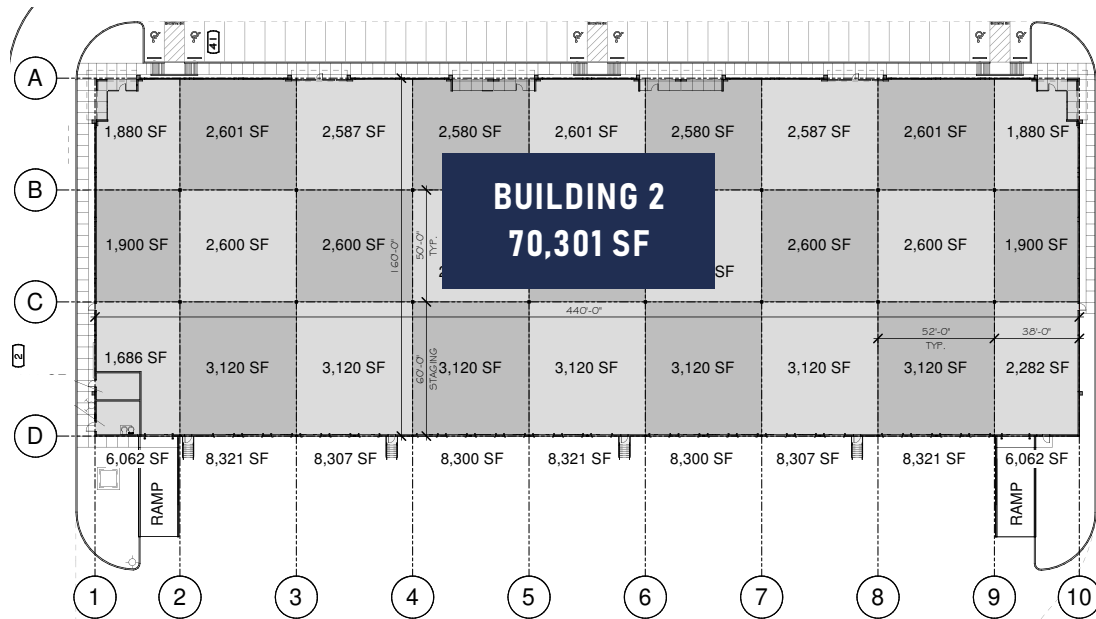 41
A
1,880 SF
2,601 SF
2,587 SF
2,580 SF
2,601 SF
2,580 SF
2,587 SF
2,601 SF
1,880 SF
BUILDING 2
70,301 SF
B
1,900 SF
2,600 SF
2,600 SF
160'-0"
50'-0"
TYP.
SF
2,600 SF
2,600 SF
1,900 SF
C
440'-0"
52'-0"
TYP.
38'-0"
2
1,686 SF
3,120 SF
3,120 SF
60'-0"
STAGING
3,120 SF
3,120 SF
3,120 SF
3,120 SF
3,120 SF
2,282 SF
D
6,062 SF
8,321 SF
8,307 SF
8,300 SF
8,321 SF
8,300 SF
8,307 SF
8,321 SF
6,062 SF
RAMP
RAMP
1
2
3
4
5
6
7
8
9
10